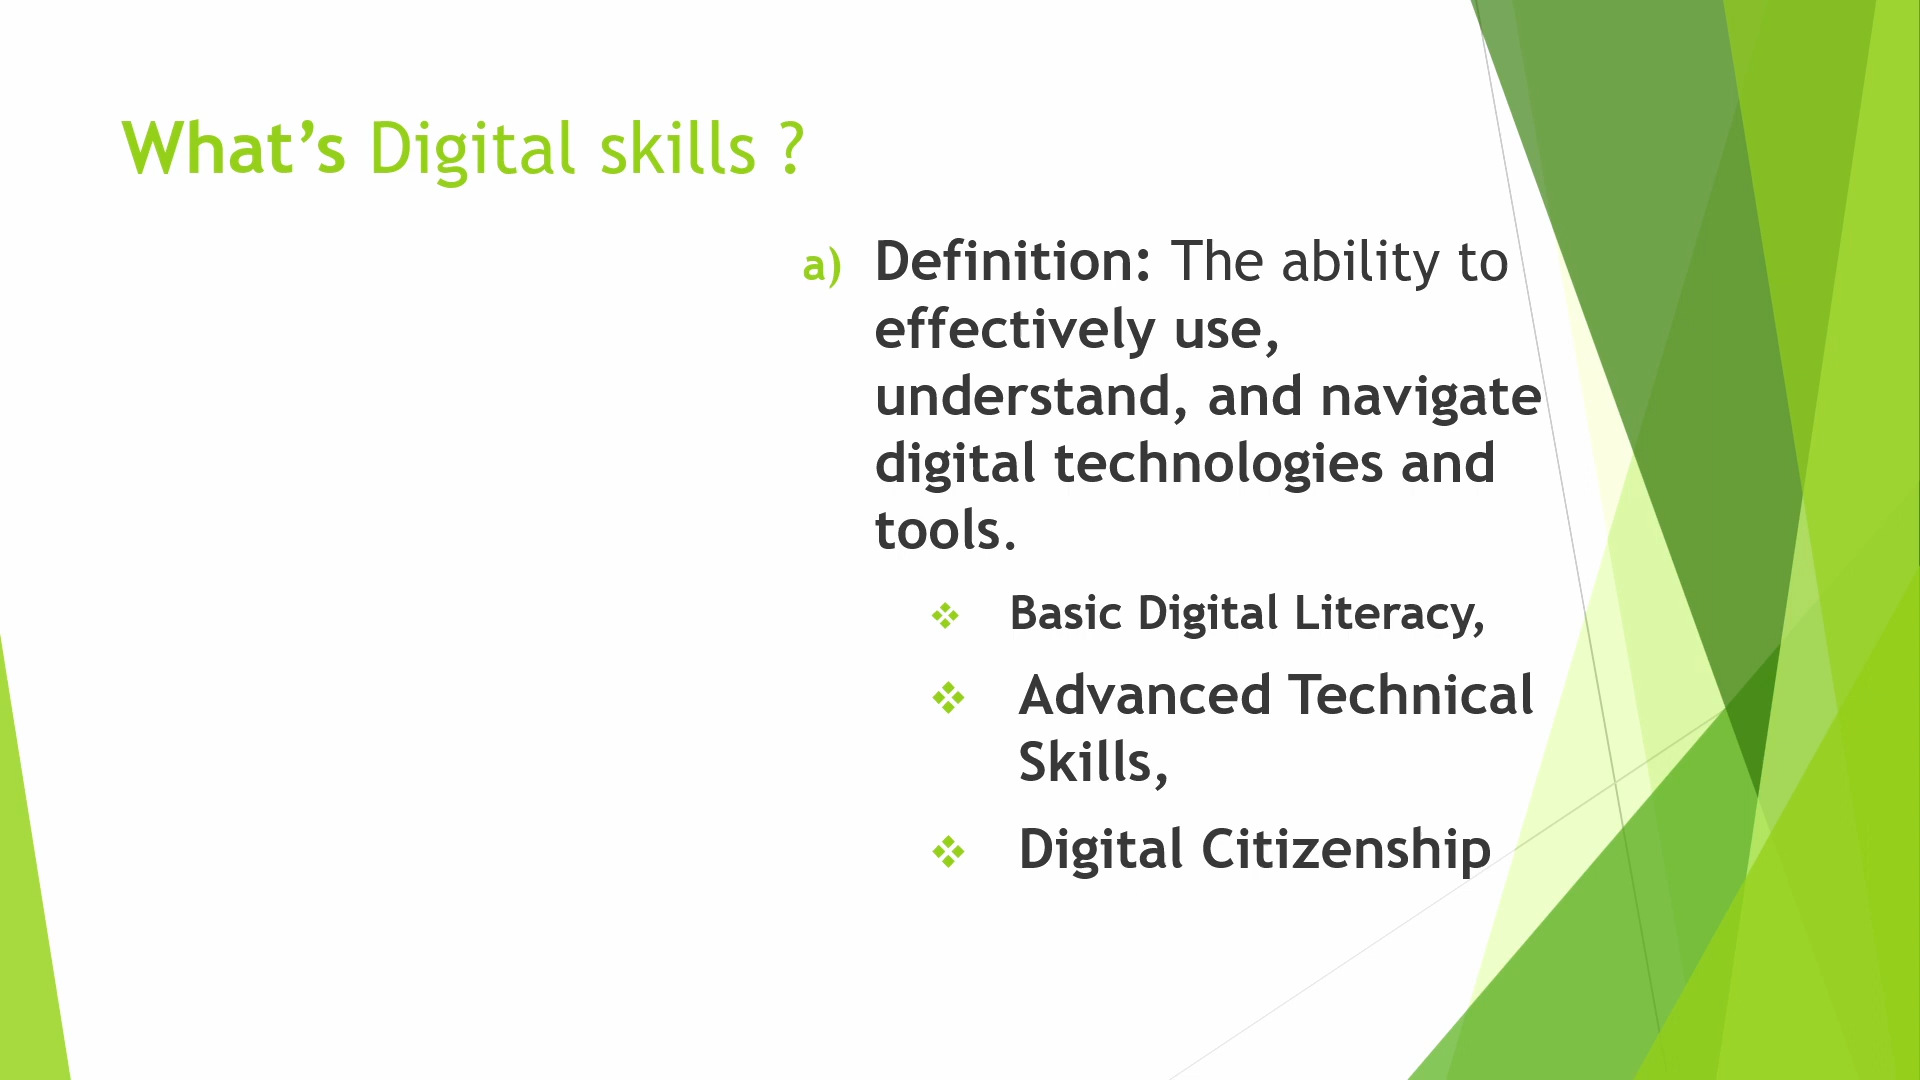 What’s Digital skills ?
a) Definition: The ability to
effectively use,
understand, and navigate
digital technologies and
tools.
❖ Basic Digital Literacy,
❖ Advanced Technical
Skills,
❖ Digital Citizenship